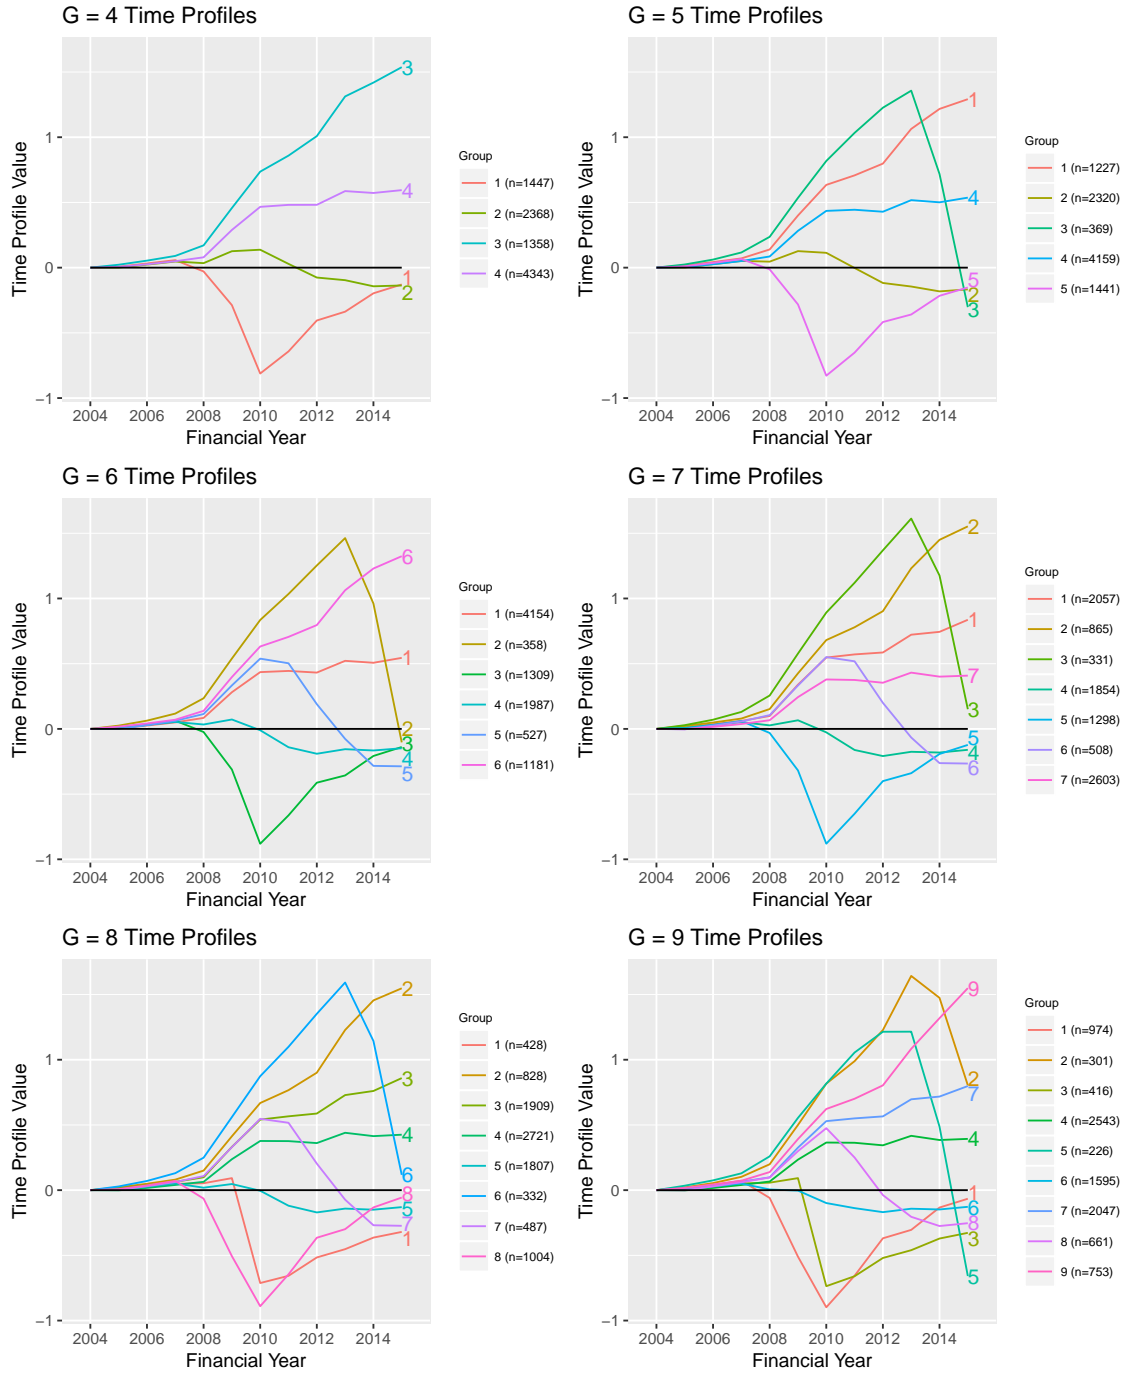 G = 4 Time Profiles
Time Profile Value
1
0
−1
3
4
1
2
2004 2006 2008 2010 2012 2014
Financial Year
Group
1 (n=1447)
2 (n=2368)
3 (n=1358)
4 (n=4343)
G = 5 Time Profiles
Time Profile Value
1
0
−1
1
4
5
2
3
2004 2006 2008 2010 2012 2014
Financial Year
Group
1 (n=1227)
2 (n=2320)
3 (n=369)
4 (n=4159)
5 (n=1441)
G = 6 Time Profiles
Time Profile Value
1
0
−1
6
1
2
3
4
5
2004 2006 2008 2010 2012 2014
Financial Year
Group
1 (n=4154)
2 (n=358)
3 (n=1309)
4 (n=1987)
5 (n=527)
6 (n=1181)
G = 7 Time Profiles
Time Profile Value
1
0
−1
2
1
7
3
5
4
6
2004 2006 2008 2010 2012 2014
Financial Year
Group
1 (n=2057)
2 (n=865)
3 (n=331)
4 (n=1854)
5 (n=1298)
6 (n=508)
7 (n=2603)
G = 8 Time Profiles
Time Profile Value
1
0
−1
2
3
4
6
8
5
7
1
2004 2006 2008 2010 2012 2014
Financial Year
Group
1 (n=428)
2 (n=828)
3 (n=1909)
4 (n=2721)
5 (n=1807)
6 (n=332)
7 (n=487)
8 (n=1004)
G = 9 Time Profiles
Time Profile Value
1
0
−1
9
2
7
4
1
6
8
3
5
2004 2006 2008 2010 2012 2014
Financial Year
Group
1 (n=974)
2 (n=301)
3 (n=416)
4 (n=2543)
5 (n=226)
6 (n=1595)
7 (n=2047)
8 (n=661)
9 (n=753)